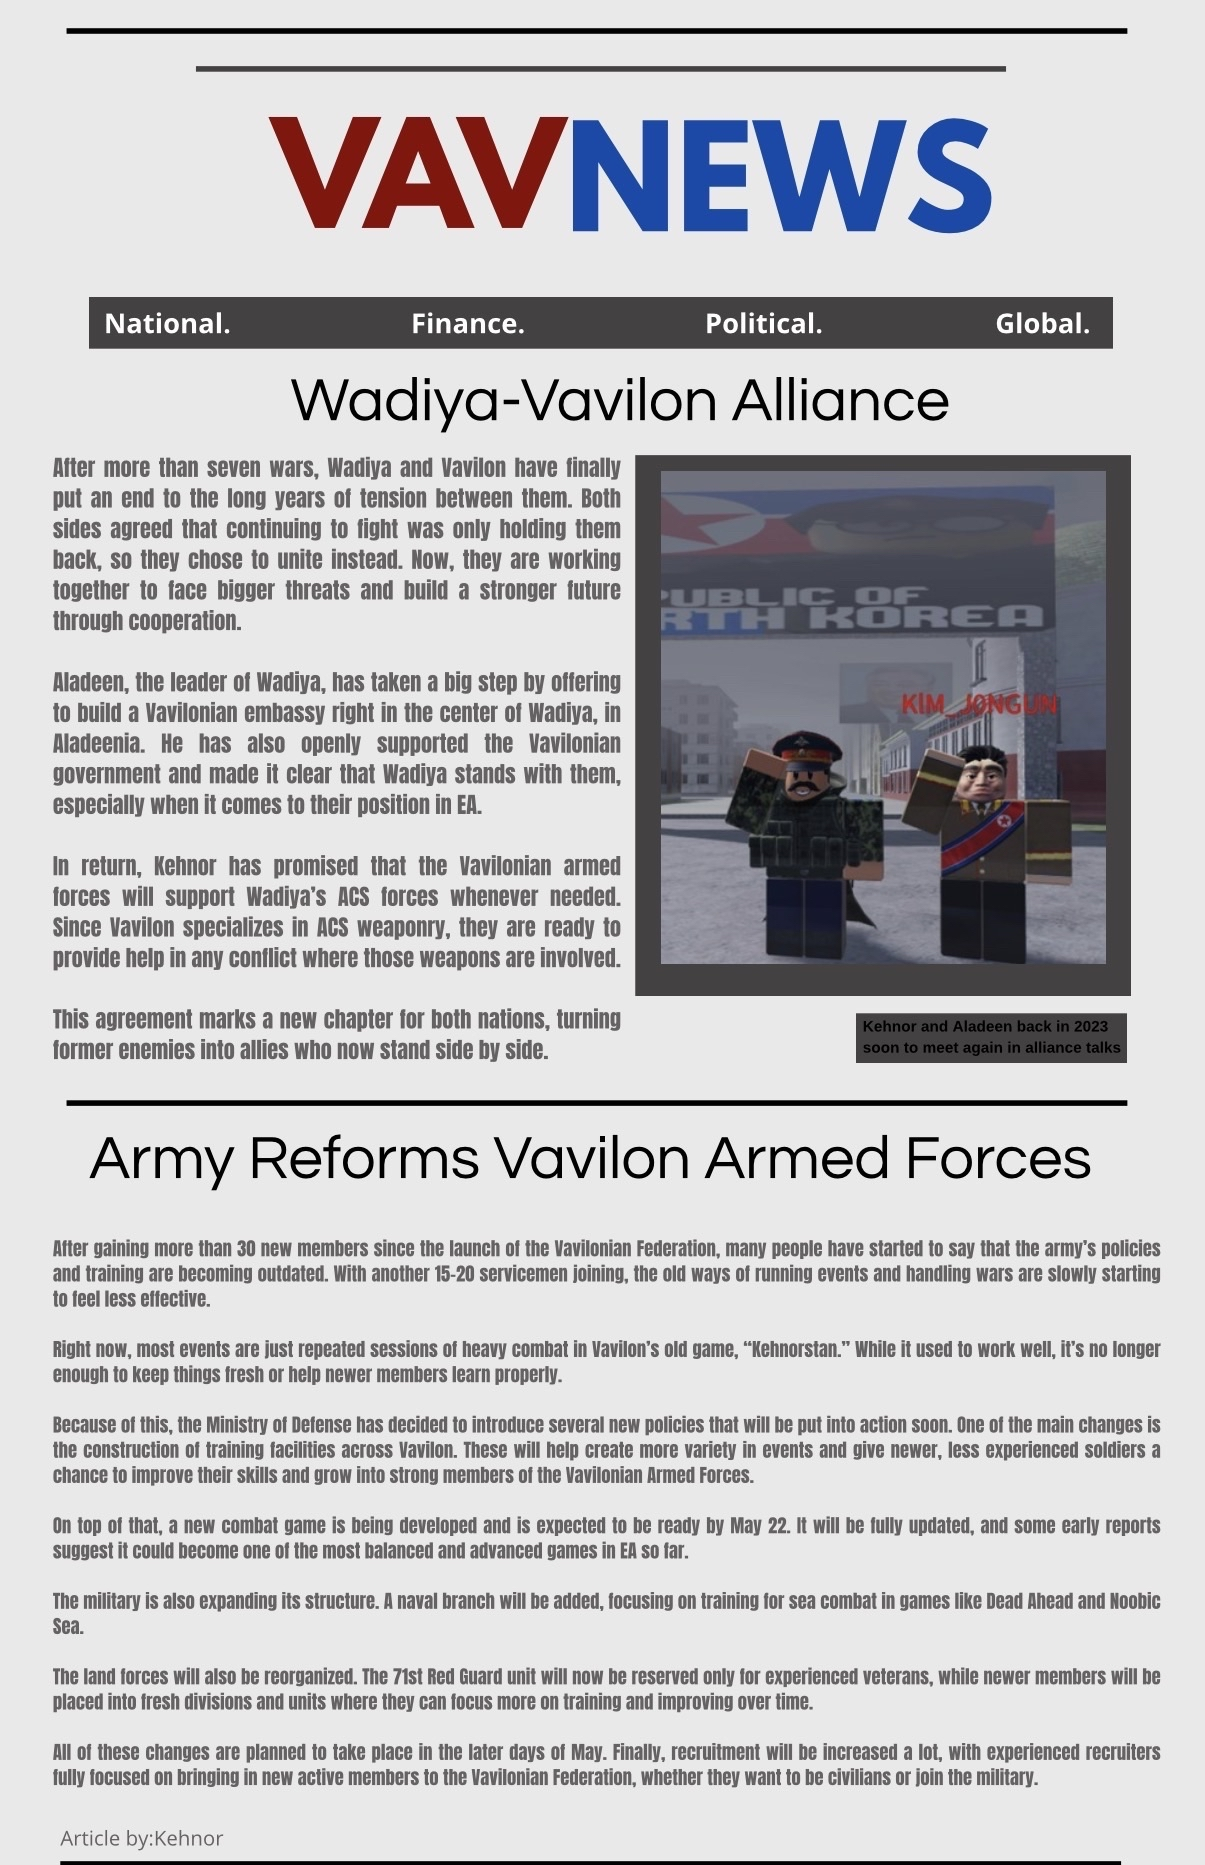 VAVNEWS
National. Finance. Political. Global.
Wadiya-Vavilon Alliance
After more than seven wars, Wadiya and Vavilon have finally
put an end to the long years of tension between them. Both
sides agreed that continuing to fight was only holding them
back, so they chose to unite instead. Now, they are working
together to face bigger threats and build a stronger future
through cooperation.
Aladeen, the leader of Wadiya, has taken a big step by offering
to build a Vavilonian embassy right in the center of Wadiya, in
Aladeenia. He has also openly supported the Vavilonian
government and made it clear that Wadiya stands with them,
especially when it comes to their position in EA.
In return, Kehnor has promised that the Vavilonian armed
forces will support Wadiya’s ACS forces whenever needed.
Since Vavilon specializes in ACS weaponry, they are ready to
provide help in any conflict where those weapons are involved.
This agreement marks a new chapter for both nations, turning
former enemies into allies who now stand side by side.
PUBLIC OF
RTH KOREA
KIM_JONGUN
Kehnor and Aladeen back in 2023
soon to meet again in alliance talks
Army Reforms Vavilon Armed Forces
After gaining more than 30 new members since the launch of the Vavilonian Federation, many people have started to say that the army’s policies
and training are becoming outdated. With another 15-20 servicemen joining, the old ways of running events and handling wars are slowly starting
to feel less effective.
Right now, most events are just repeated sessions of heavy combat in Vavilon’s old game, “Kehnorstan.” While it used to work well, it’s no longer
enough to keep things fresh or help newer members learn properly.
Because of this, the Ministry of Defense has decided to introduce several new policies that will be put into action soon. One of the main changes is
the construction of training facilities across Vavilon. These will help create more variety in events and give newer, less experienced soldiers a
chance to improve their skills and grow into strong members of the Vavilonian Armed Forces.
On top of that, a new combat game is being developed and is expected to be ready by May 22. It will be fully updated, and some early reports
suggest it could become one of the most balanced and advanced games in EA so far.
The military is also expanding its structure. A naval branch will be added, focusing on training for sea combat in games like Dead Ahead and Noobic
Sea.
The land forces will also be reorganized. The 71st Red Guard unit will now be reserved only for experienced veterans, while newer members will be
placed into fresh divisions and units where they can focus more on training and improving over time.
All of these changes are planned to take place in the later days of May. Finally, recruitment will be increased a lot, with experienced recruiters
fully focused on bringing in new active members to the Vavilonian Federation, whether they want to be civilians or join the military.
Article by:Kehnor